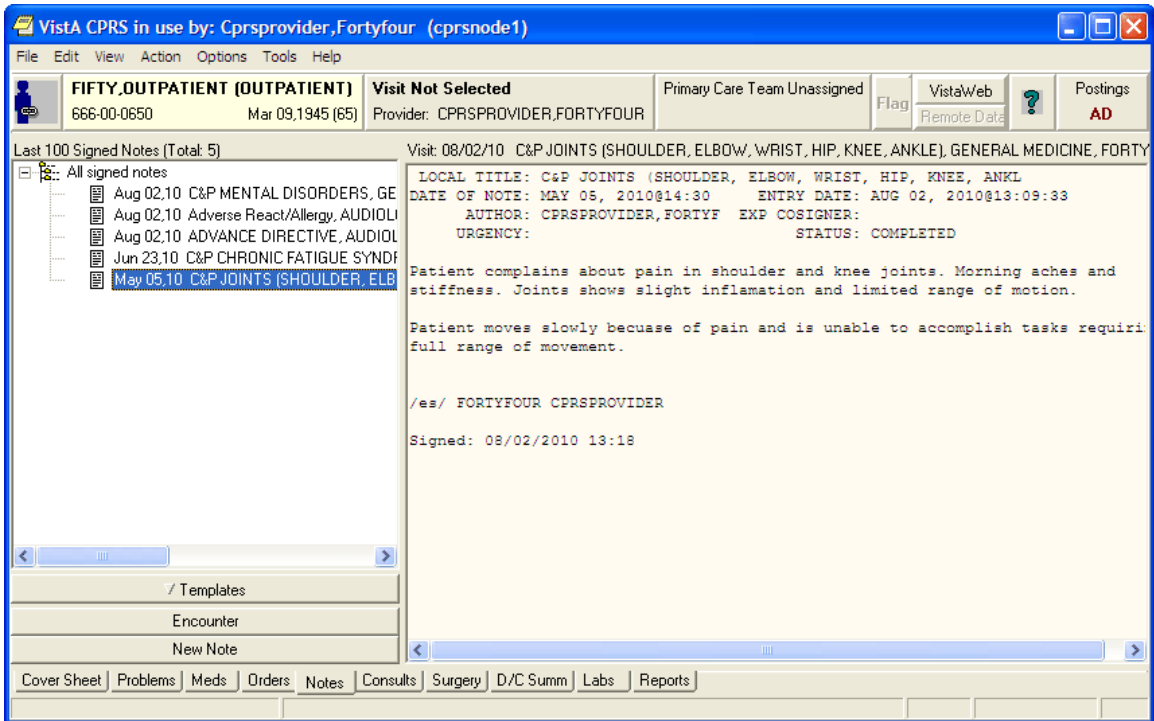 VistA CPRS in use by: Cprsprovider,Fortyfour (cprsnode1)
File Edit View Action Options Tools Help
FIFTY,OUTPATIENT (OUTPATIENT)
666-00-0650 Mar 09,1945 (65)
Visit Not Selected
Provider: CPRSPROVIDER,FORTYFOUR
Primary Care Team Unassigned
Flag
VistaWeb
Remote Data
?
Postings
AD
Last 100 Signed Notes (Total: 5)
All signed notes
Aug 02,10 C&P MENTAL DISORDERS, GE
Aug 02,10 Adverse React/Allergy, AUDIOL
Aug 02,10 ADVANCE DIRECTIVE, AUDIOL
Jun 23,10 C&P CHRONIC FATIGUE SYNDR
May 05,10 C&P JOINTS (SHOULDER, ELB
Templates
Encounter
New Note
Visit: 08/02/10 C&P JOINTS (SHOULDER, ELBOW, WRIST, HIP, KNEE, ANKLE), GENERAL MEDICINE, FORTY
LOCAL TITLE: C&P JOINTS (SHOULDER, ELBOW, WRIST, HIP, KNEE, ANKL
DATE OF NOTE: MAY 05, 2010@14:30 ENTRY DATE: AUG 02, 2010@13:09:33
AUTHOR: CPRSPROVIDER,FORTYF EXP COSIGNER:
URGENCY: STATUS: COMPLETED
Patient complains about pain in shoulder and knee joints. Morning aches and
stiffness. Joints shows slight inflamation and limited range of motion.
Patient moves slowly becuase of pain and is unable to accomplish tasks requiri
full range of movement.
/es/ FORTYFOUR CPRSPROVIDER
Signed: 08/02/2010 13:18
Cover Sheet Problems Meds Orders Notes Consults Surgery D/C Summ Labs Reports